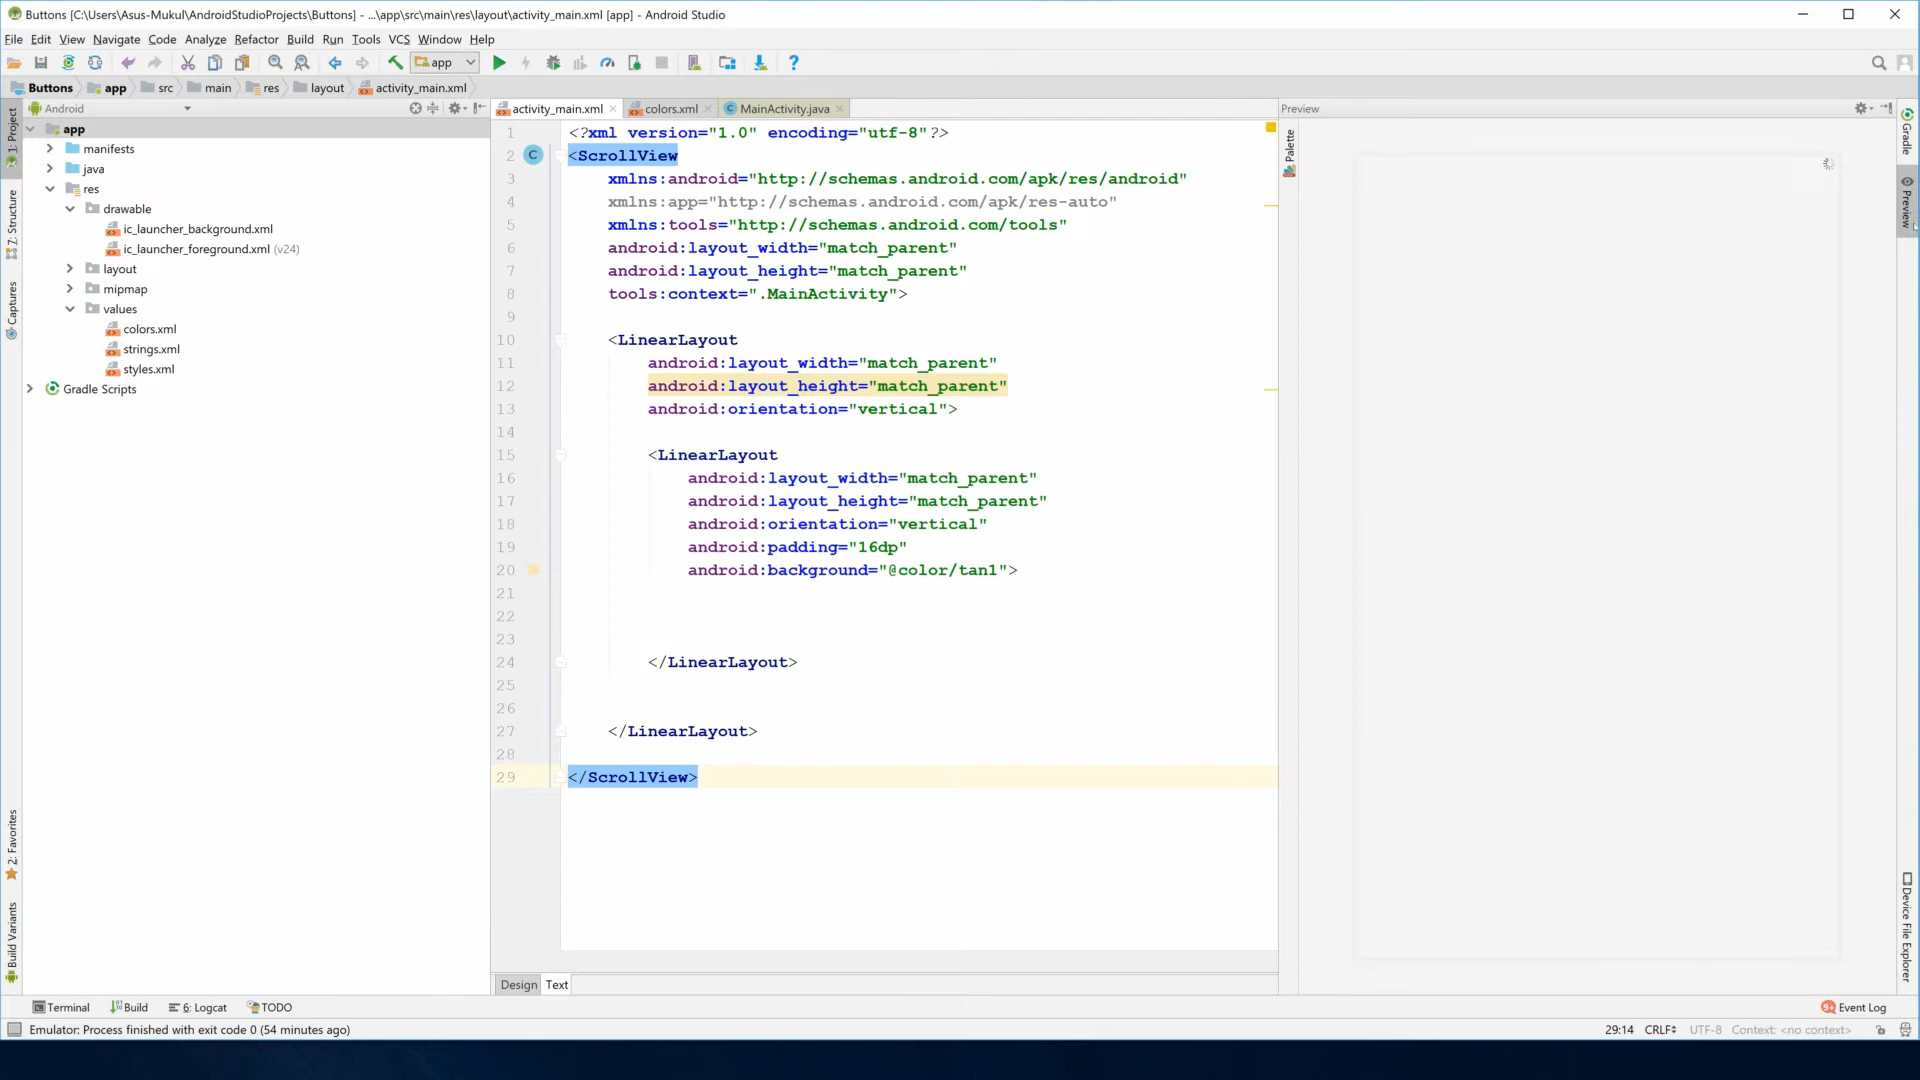 Buttons [C:\Users\Asus-Mukul\AndroidStudioProjects\Buttons] - ...\app\src\main\res\layout\activity_main.xml [app] - Android Studio
File Edit View Navigate Code Analyze Refactor Build Run Tools VCS Window Help
app
Buttons app src main res layout activity_main.xml
Android
activity_main.xml colors.xml MainActivity.java
Preview
1: Project
7: Structure
Captures
2: Favorites
Build Variants
app
manifests
java
res
drawable
ic_launcher_background.xml
ic_launcher_foreground.xml (v24)
layout
mipmap
values
colors.xml
strings.xml
styles.xml
Gradle Scripts
1 <?xml version="1.0" encoding="utf-8"?>
2 C <ScrollView
3 xmlns:android="http://schemas.android.com/apk/res/android"
4 xmlns:app="http://schemas.android.com/apk/res-auto"
5 xmlns:tools="http://schemas.android.com/tools"
6 android:layout_width="match_parent"
7 android:layout_height="match_parent"
8 tools:context=".MainActivity">
9
10 <LinearLayout
11 android:layout_width="match_parent"
12 android:layout_height="match_parent"
13 android:orientation="vertical">
14
15 <LinearLayout
16 android:layout_width="match_parent"
17 android:layout_height="match_parent"
18 android:orientation="vertical"
19 android:padding="16dp"
20 android:background="@color/tan1">
21
22
23
24 </LinearLayout>
25
26
27 </LinearLayout>
28
29 </ScrollView>
Palette
Gradle
Preview
Device File Explorer
Design Text
Terminal Build 6: Logcat TODO
9+ Event Log
Emulator: Process finished with exit code 0 (54 minutes ago)
29:14 CRLF UTF-8 Context: <no context>